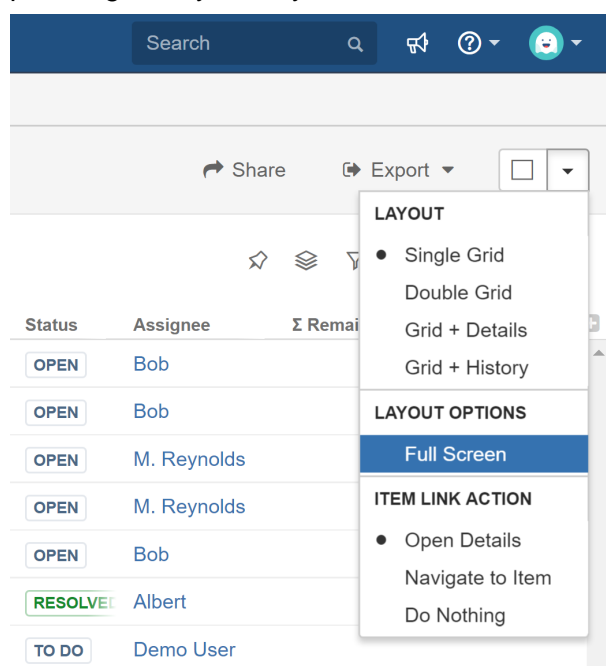 Search
Share
Export
LAYOUT
Single Grid
Double Grid
Grid + Details
Grid + History
LAYOUT OPTIONS
Full Screen
ITEM LINK ACTION
Open Details
Navigate to Item
Do Nothing
Status Assignee Σ Remai
OPEN Bob
OPEN Bob
OPEN M. Reynolds
OPEN M. Reynolds
OPEN Bob
RESOLVED Albert
TO DO Demo User